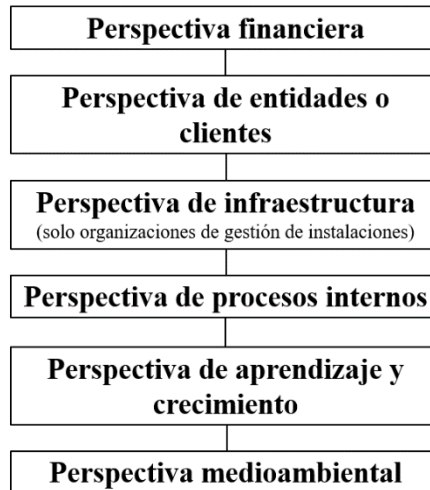 Perspectiva financiera
Perspectiva de entidades o
clientes
Perspectiva de infraestructura
(solo organizaciones de gestión de instalaciones)
Perspectiva de procesos internos
Perspectiva de aprendizaje y
crecimiento
Perspectiva medioambiental